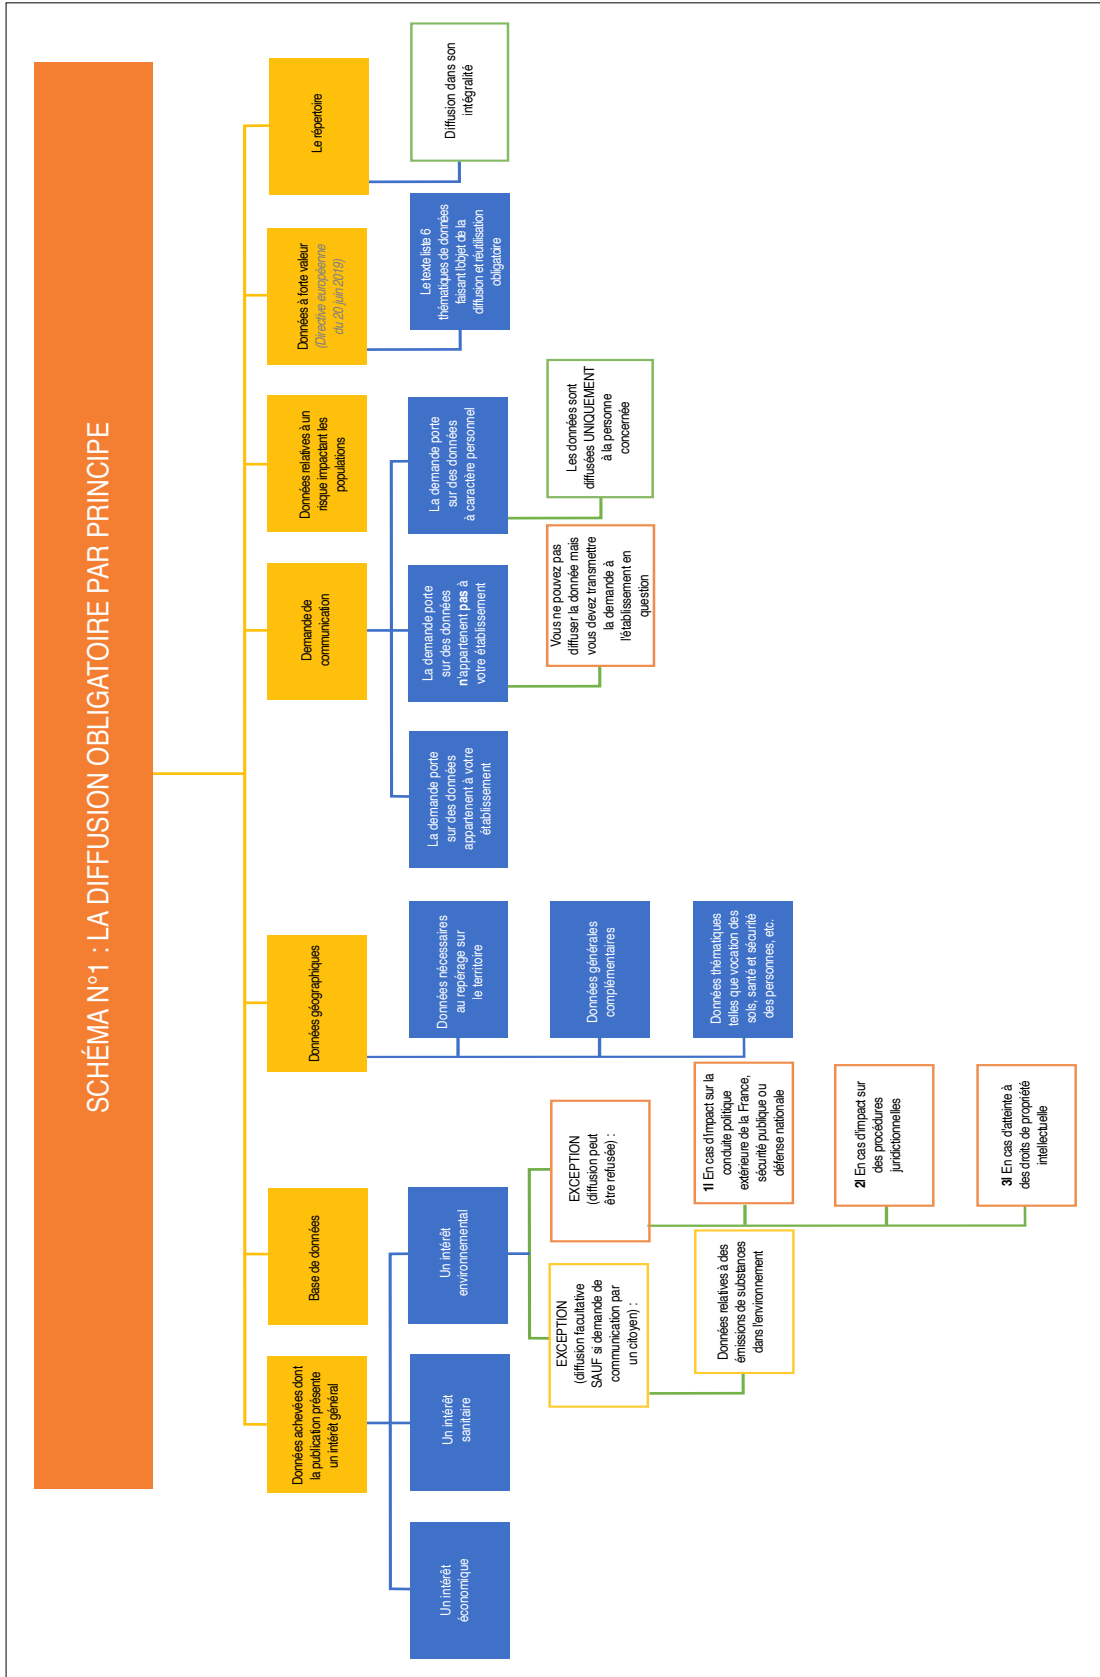 SCHÉMA N°1 : LA DIFFUSION OBLIGATOIRE PAR PRINCIPE
Données achevées dont
la publication présente
un intérêt général
Base de données
Données géographiques
Demande de
communication
Données relatives à un
risque impactant les
populations
Données à forte valeur
(Directive européenne
du 20 juin 2019)
Le répertoire
Un intérêt
économique
Un intérêt
sanitaire
Un intérêt
environnemental
Données nécessaires
au repérage sur
le territoire
La demande porte
sur des données
appartenent à votre
établissement
La demande porte
sur des données
n'appartenent pas à
votre établissement
La demande porte
sur des données
à caractère personnel
Le texte liste 6
thématiques de données
faisant l'objet de la
diffusion et réutilisation
obligatoire
Diffusion dans son
intégralité
EXCEPTION
(diffusion facultative
SAUF si demande de
communication par
un citoyen) :
EXCEPTION
(diffusion peut
être refusée) :
Données générales
complémentaires
Vous ne pouvez pas
diffuser la donnée mais
vous devez transmettre
la demande à
l'établissement en
question
Les données sont
diffusées UNIQUEMENT
à la personne
concernée
Données relatives à des
émissions de substances
dans l'environnement
1| En cas d'impact sur la
conduite politique
extérieure de la France,
sécurité publique ou
défense nationale
Données thématiques
telles que vocation des
sols, santé et sécurité
des personnes, etc.
2| En cas d'impact sur
des procédures
juridictionnelles
3| En cas d'atteinte à
des droits de propriété
intellectuelle